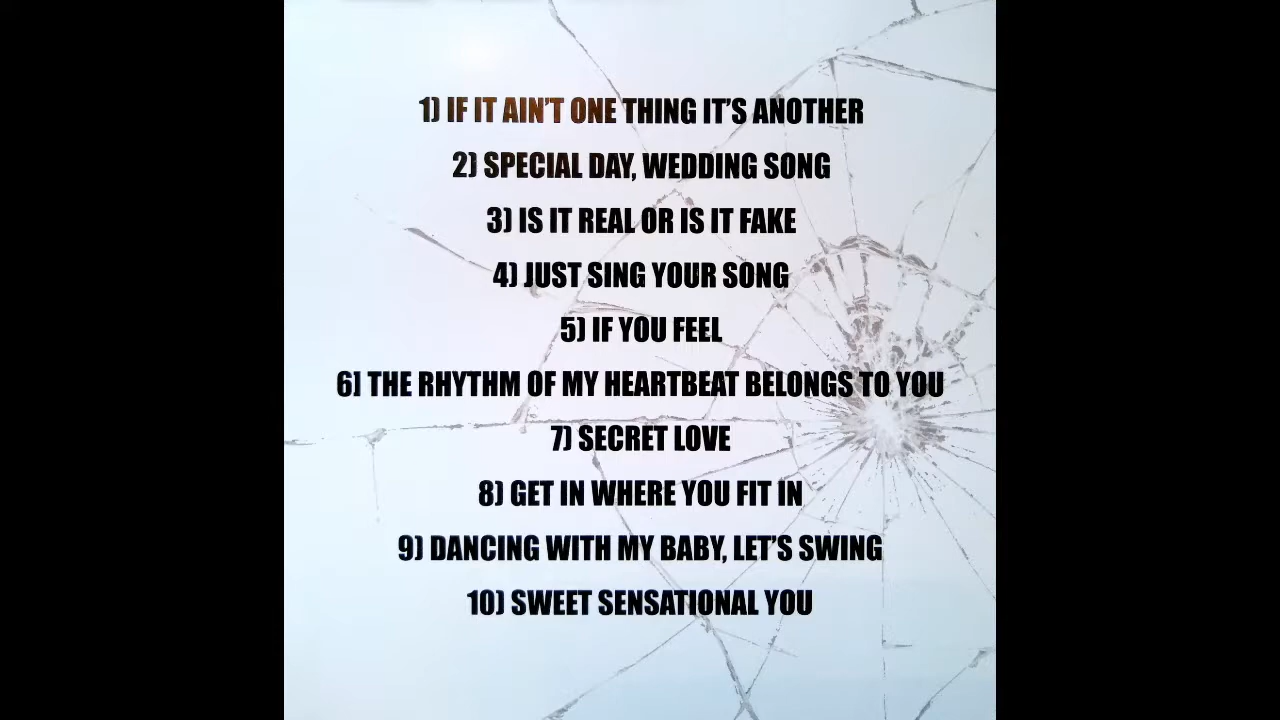 1) IF IT AIN'T ONE THING IT'S ANOTHER
2) SPECIAL DAY, WEDDING SONG
3) IS IT REAL OR IS IT FAKE
4) JUST SING YOUR SONG
5) IF YOU FEEL
6] THE RHYTHM OF MY HEARTBEAT BELONGS TO YOU
7) SECRET LOVE
8) GET IN WHERE YOU FIT IN
9) DANCING WITH MY BABY, LET'S SWING
10) SWEET SENSATIONAL YOU